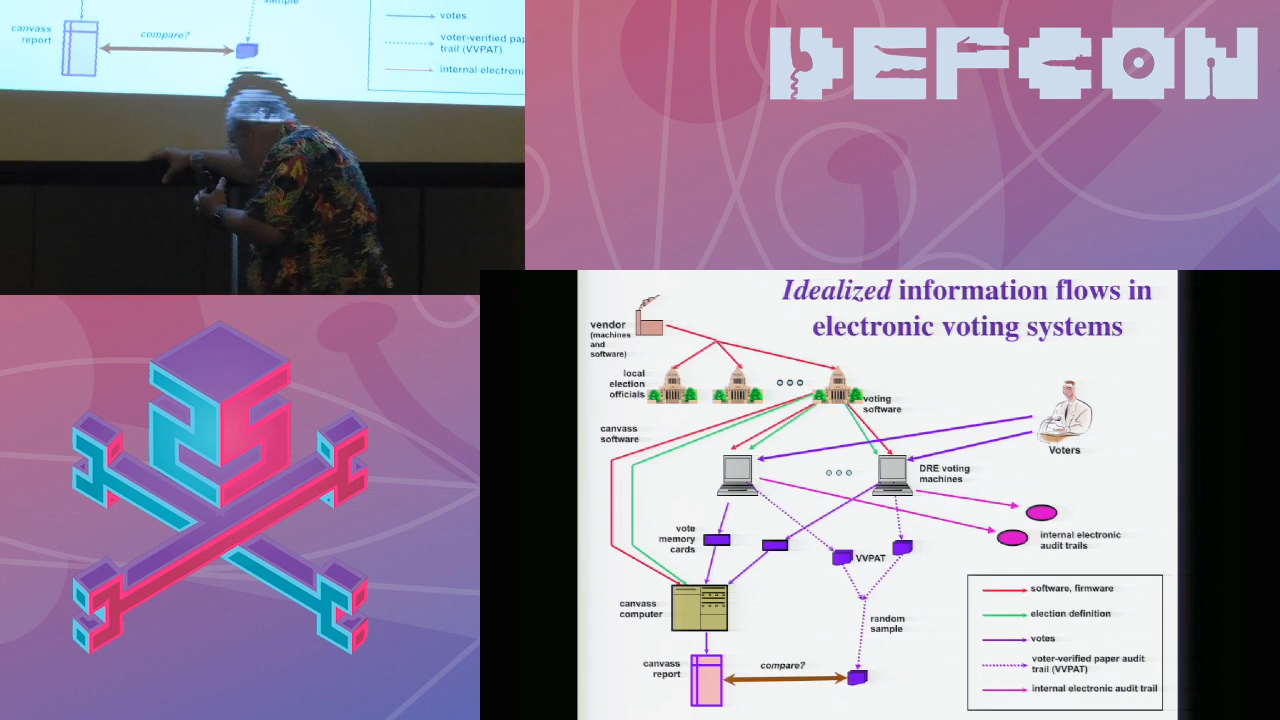 sample
canvass
report
compare?
votes
voter-verified pap
trail (VVPAT)
internal electroni
DEFCON
Idealized information flows in
electronic voting systems
vendor
(machines
and
software)
local
election
officials
voting
software
canvass
software
Voters
DRE voting
machines
vote
memory
cards
VVPAT
internal electronic
audit trails
canvass
computer
random
sample
canvass
report
compare?
software, firmware
election definition
votes
voter-verified paper audit
trail (VVPAT)
internal electronic audit trail